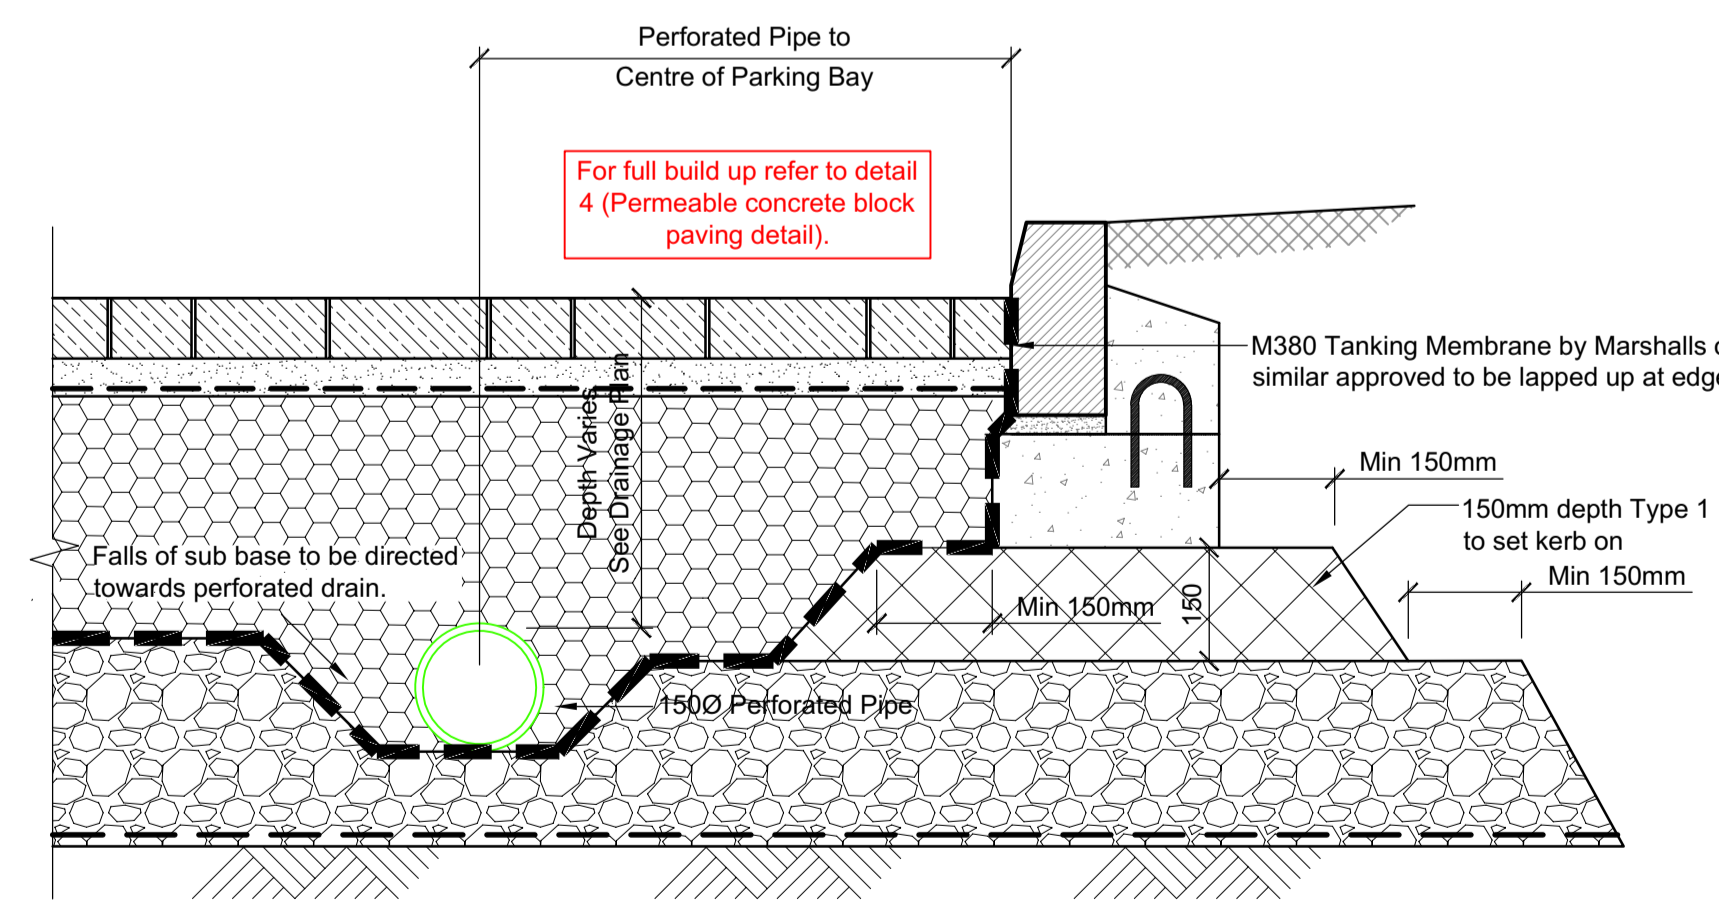 Perforated Pipe to
Centre of Parking Bay
For full build up refer to detail
4 (Permeable concrete block
paving detail).
M380 Tanking Membrane by Marshalls
similar approved to be lapped up at
Depth Varies
See Drainage Plan
Min 150mm
150mm depth Type 1
to set kerb on
Min 150mm
Falls of sub base to be directed
towards perforated drain.
Min 150mm
150
150Ø Perforated Pipe